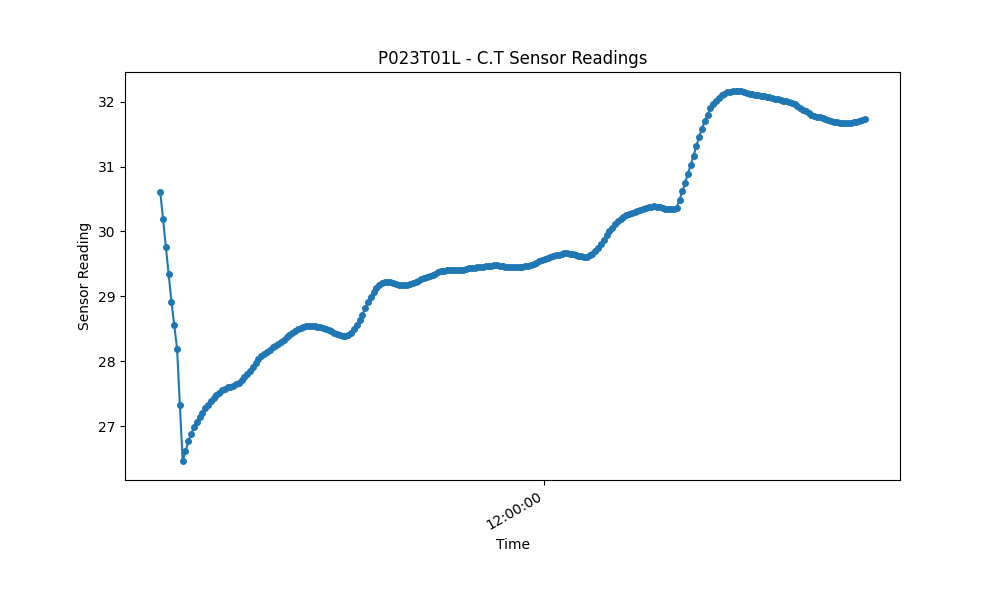 P023T01L - C.T Sensor Readings
Sensor Reading
32
31
30
29
28
27
12:00:00
Time